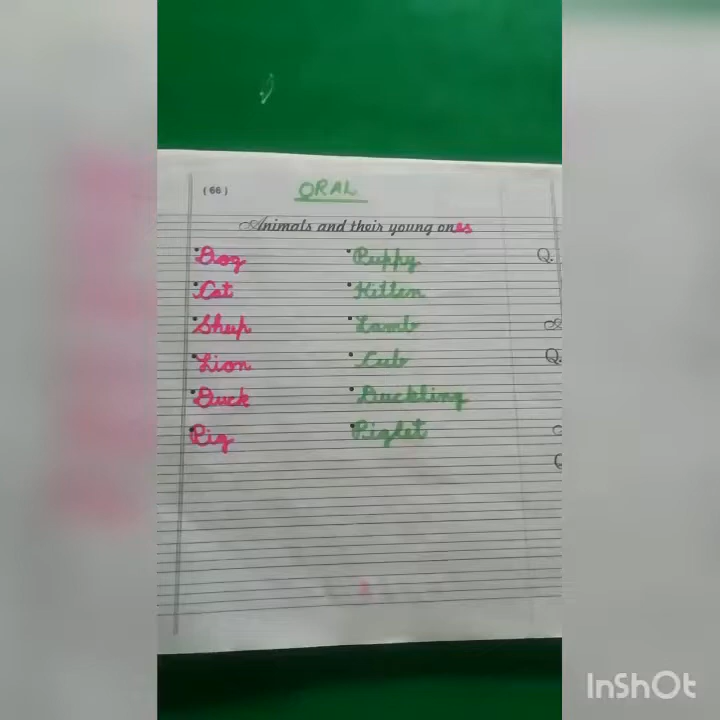 (66)
ORAL
Animals and their young ones
Dog Puppy
Cat Kitten
Sheep Lamb
Lion Cub
Duck Duckling
Pig Piglet
Q.
Q.
InShOt